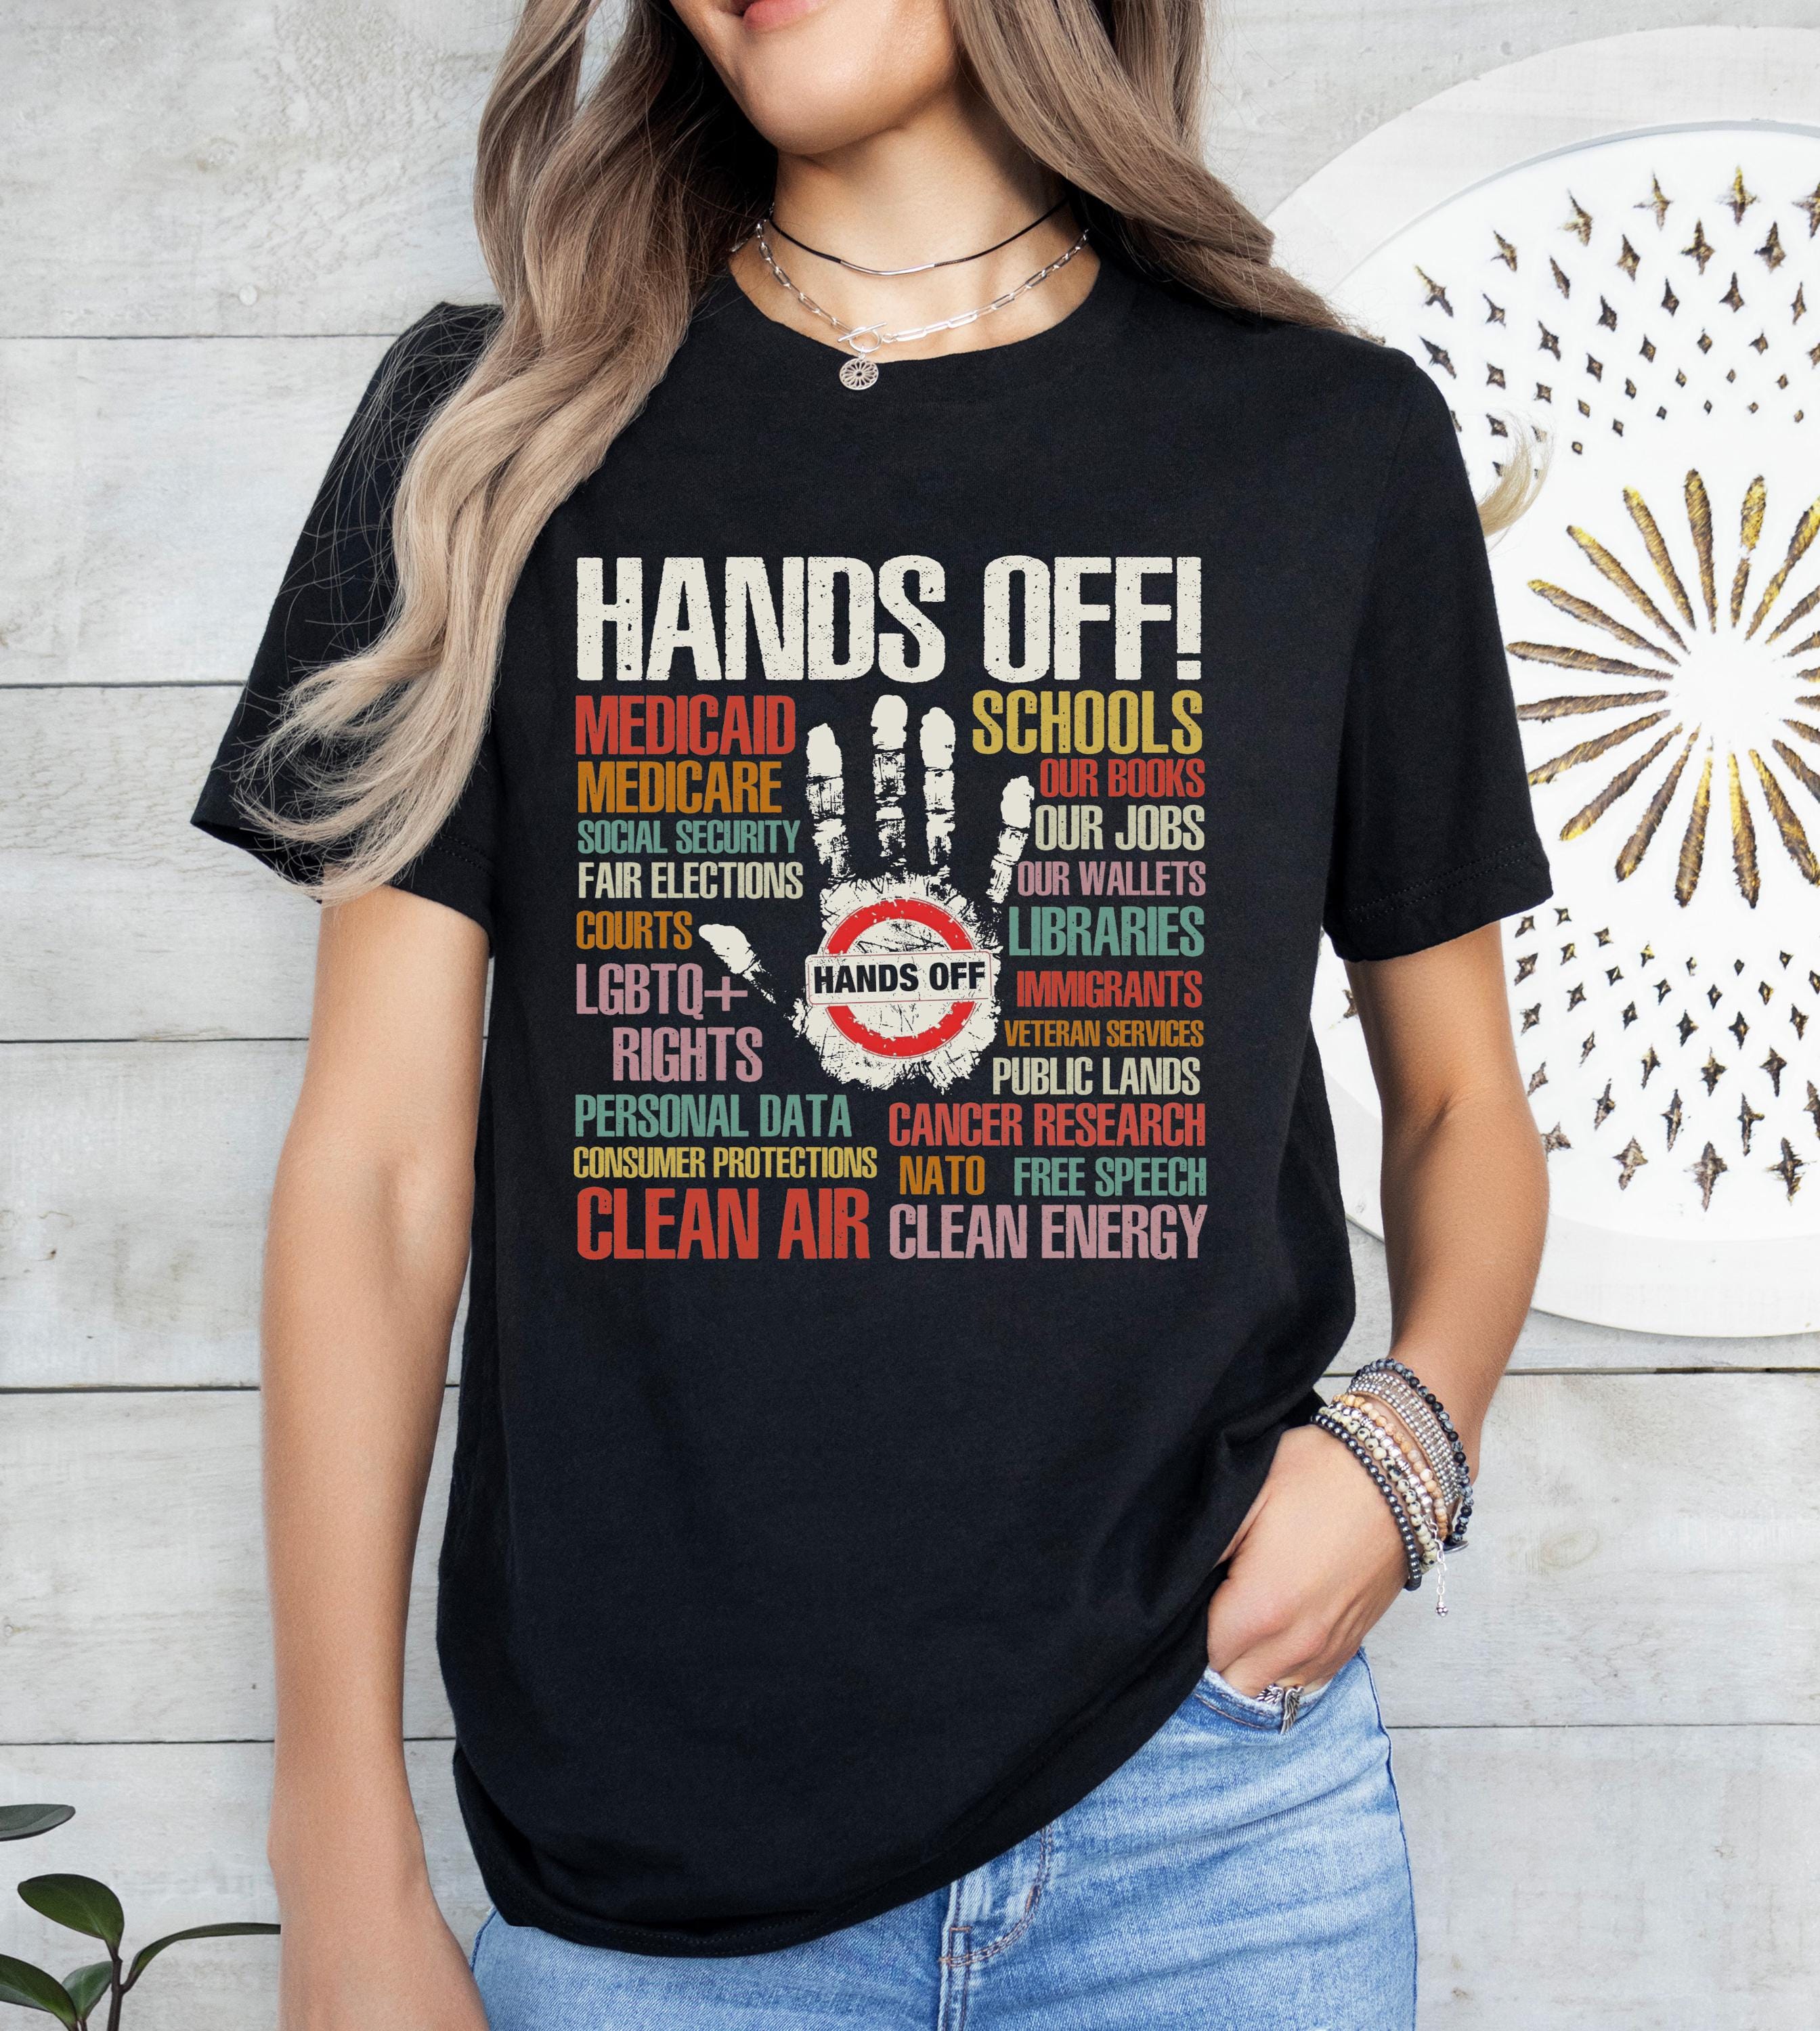 HANDS OFF!
MEDICAID
MEDICARE
SOCIAL SECURITY
FAIR ELECTIONS
COURTS
LGBTQ+
RIGHTS
PERSONAL DATA
CONSUMER PROTECTIONS
CLEAN AIR
HANDS OFF
SCHOOLS
OUR BOOKS
OUR JOBS
OUR WALLETS
LIBRARIES
IMMIGRANTS
VETERAN SERVICES
PUBLIC LANDS
CANCER RESEARCH
NATO FREE SPEECH
CLEAN ENERGY